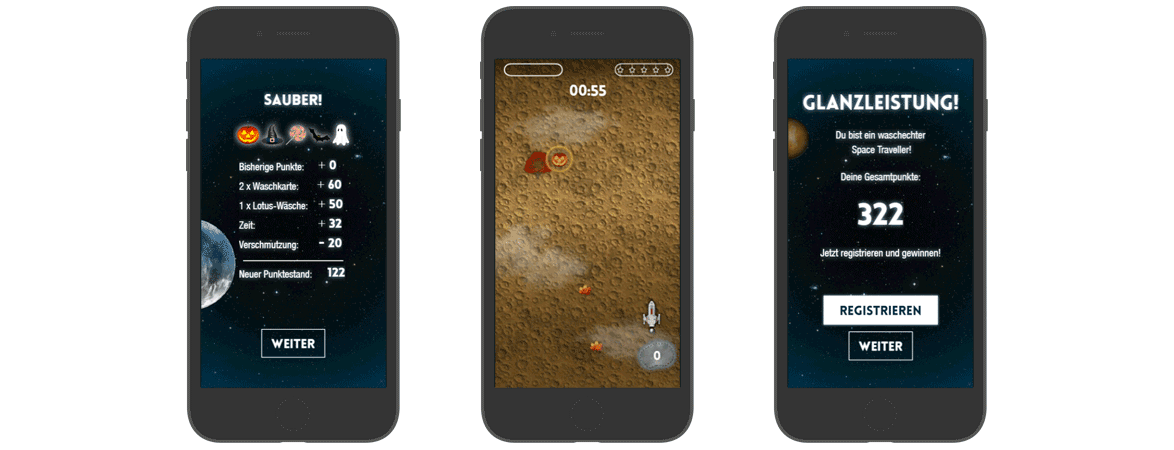 SAUBER!
Bisherige Punkte: + 0
2 x Waschkarte: + 60
1 x Lotus-Wäsche: + 50
Zeit: + 32
Verschmutzung: - 20
Neuer Punktestand: 122
WEITER
00:55
0
GLANZLEISTUNG!
Du bist ein waschechter
Space Traveller!
Deine Gesamtpunkte:
322
Jetzt registrieren und gewinnen!
REGISTRIEREN
WEITER